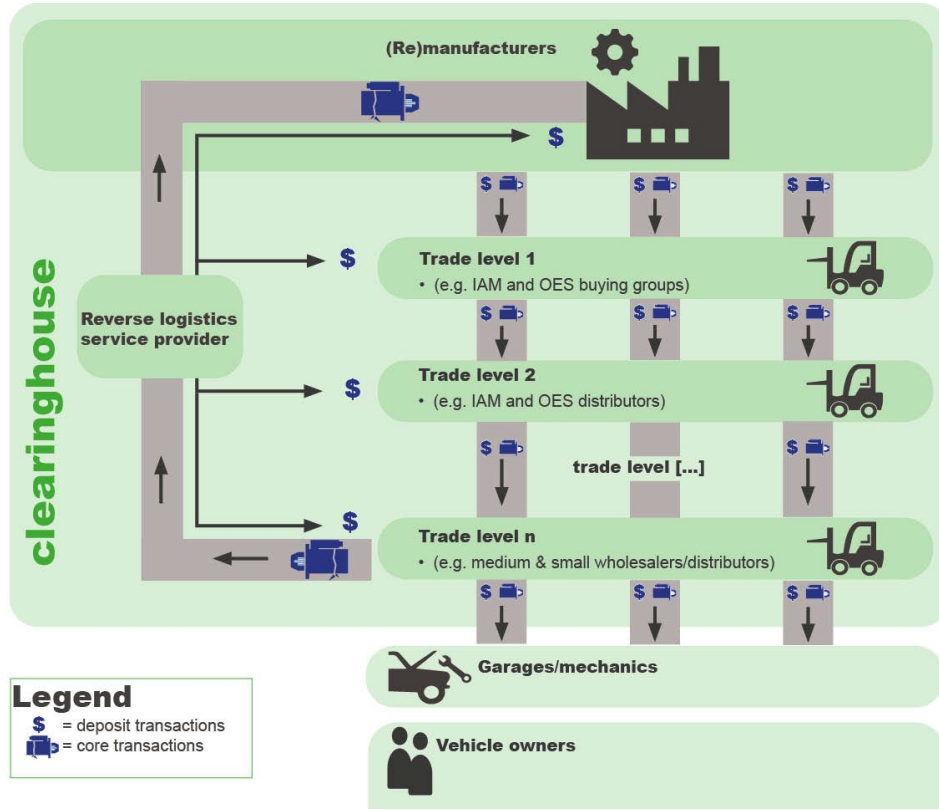 (Re)manufacturers
$
$ $ $
Trade level 1
• (e.g. IAM and OES buying groups)
$
clearinghouse
Reverse logistics
service provider
$ $ $
Trade level 2
• (e.g. IAM and OES distributors)
$
$ $
trade level [...]
$
Trade level n
• (e.g. medium & small wholesalers/distributors)
$ $ $
Garages/mechanics
Legend
$ = deposit transactions
= core transactions
Vehicle owners